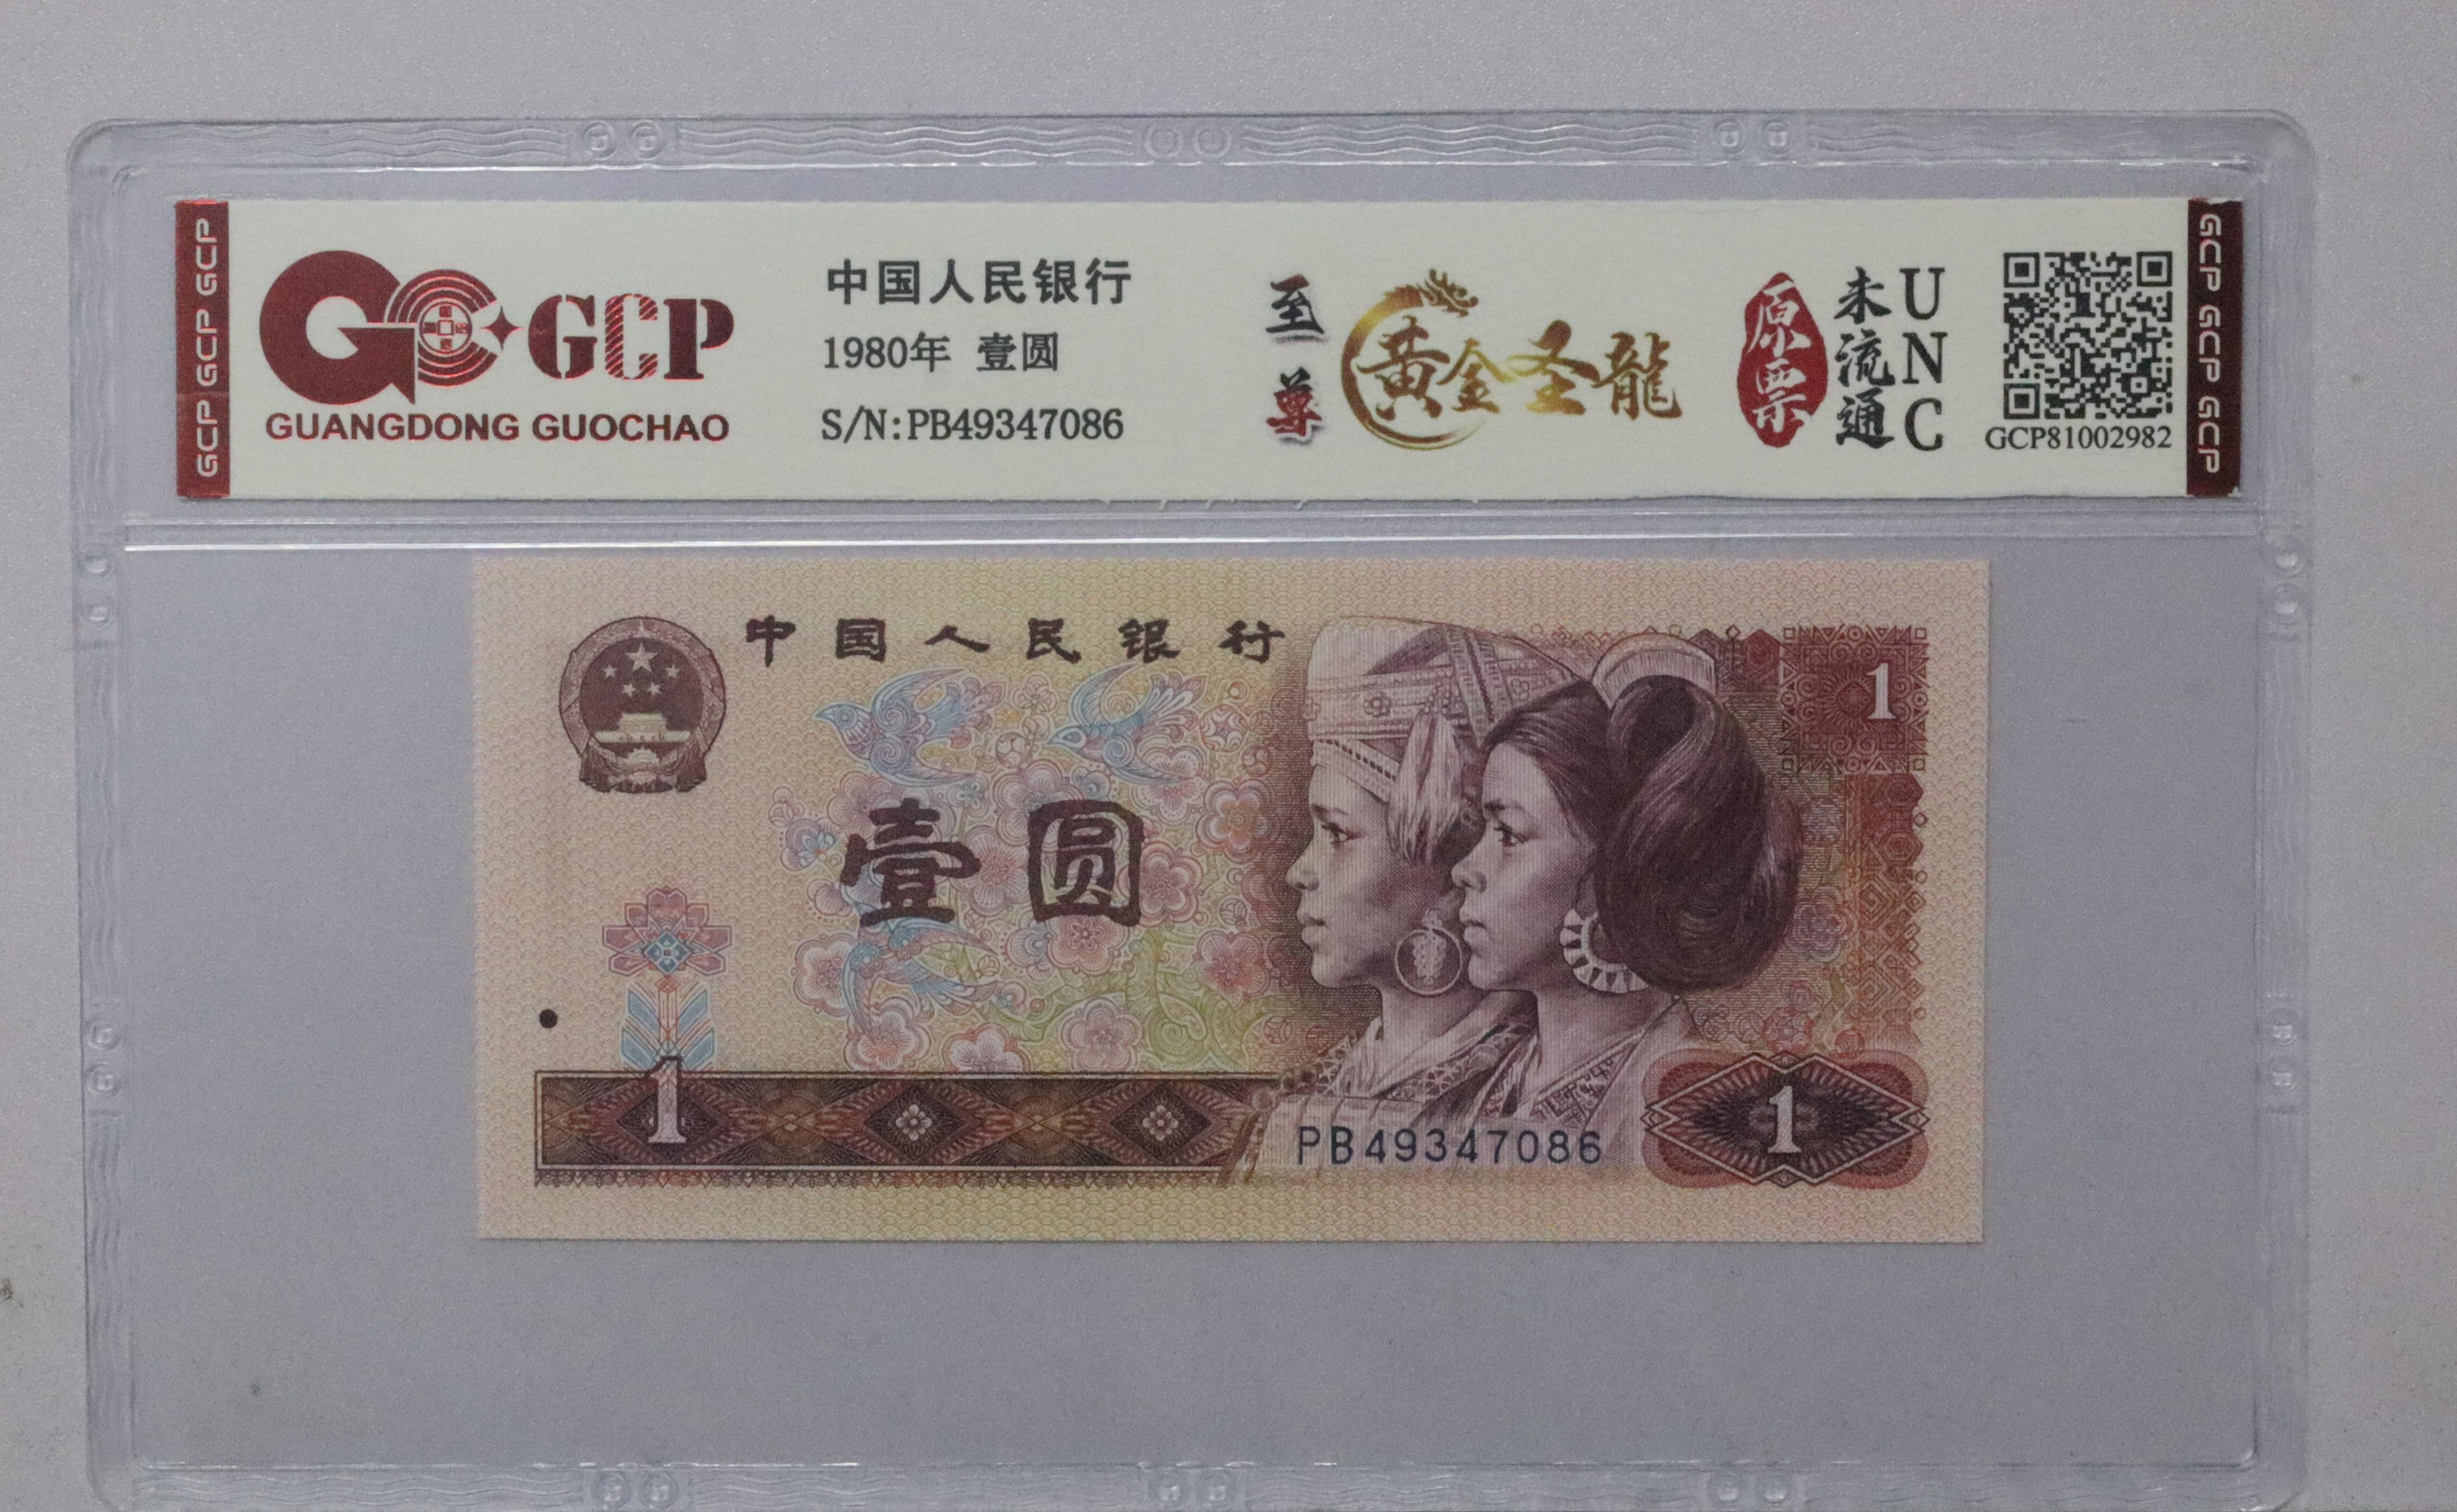 GCP GCP GCP
GCP
GUANGDONG GUOCHAO
中国人民银行
1980年 壹圆
S/N:PB49347086
至尊
黄金圣龍
原票
未流通
UNC
GCP81002982
GCP GCP GCP
中国人民银行
1
壹圆
1
PB49347086
1